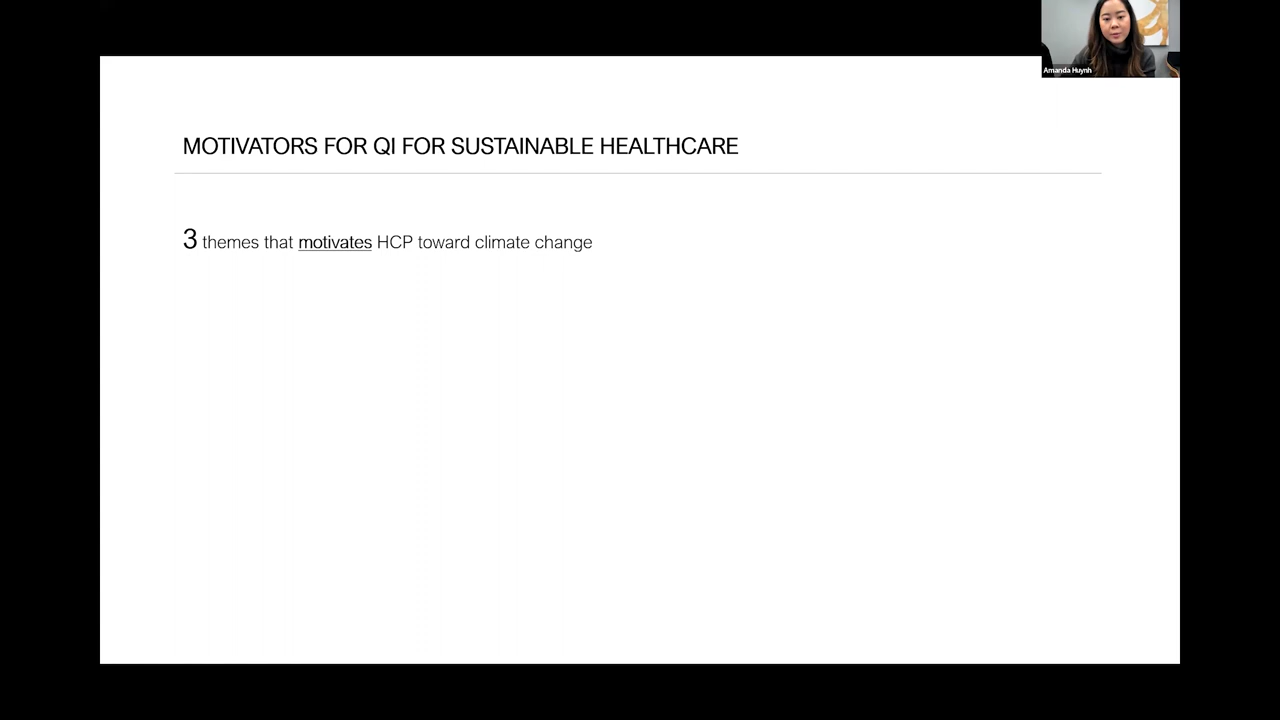 Amanda Huynh
MOTIVATORS FOR QI FOR SUSTAINABLE HEALTHCARE
3 themes that motivates HCP toward climate change